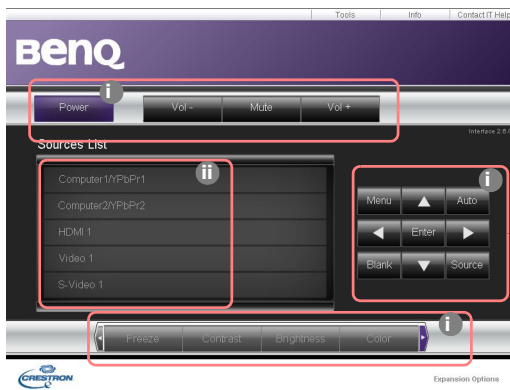 Tools Info Contact IT Help
BenQ
i
Power Vol - Mute Vol +
Interface 2.8.
Sources List
ii
i
Computer1/YPbPr1
Computer2/YPbPr2
HDMI 1
Video 1
S-Video 1
Menu Auto
Enter
Blank Source
i
Freeze Contrast Brightness Color
CRESTRON
Expansion Options